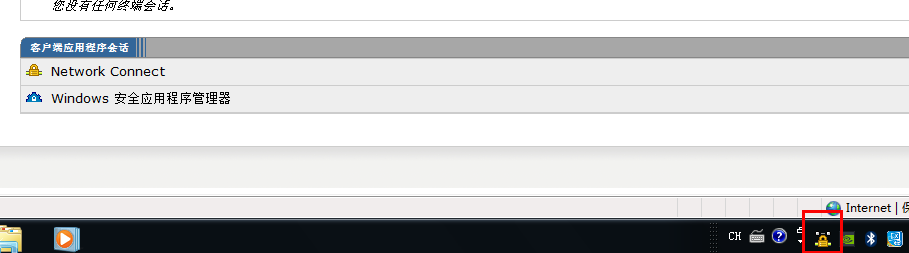 您没有任何终端会话。
客户端应用程序会话
Network Connect
Windows 安全应用程序管理器
Internet |
CH